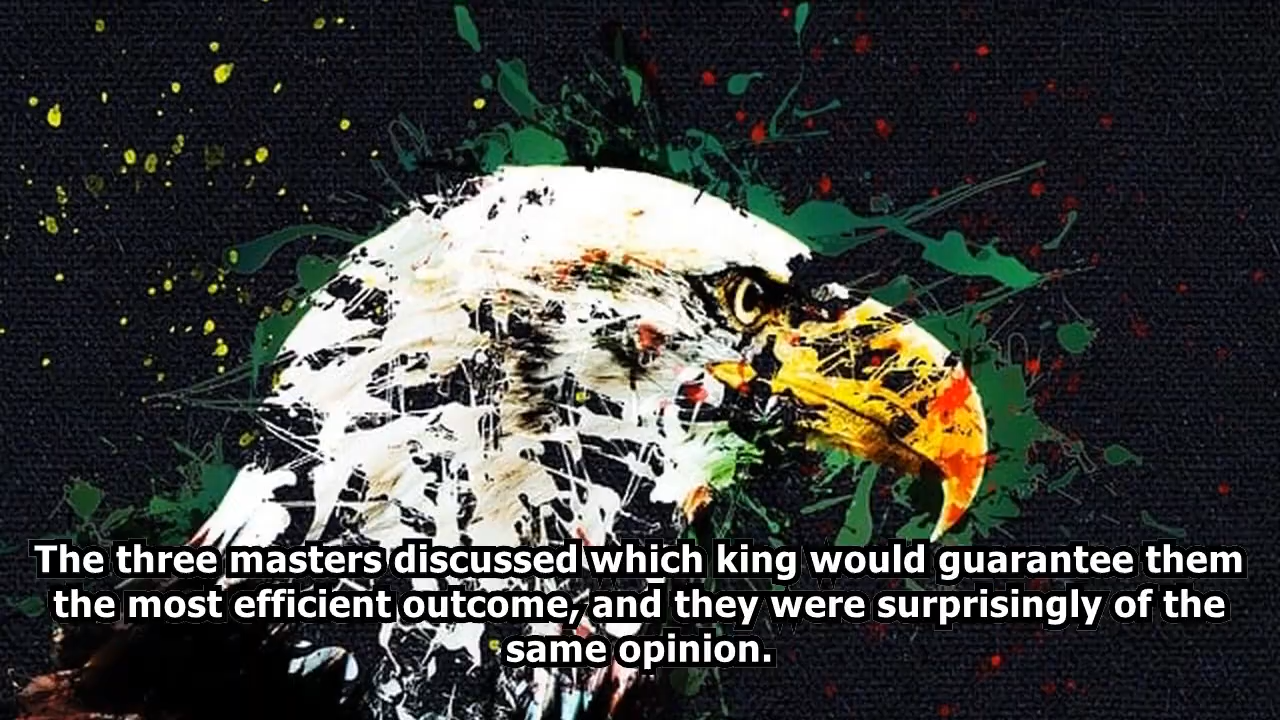 The three masters discussed which king would guarantee them
the most efficient outcome, and they were surprisingly of the
same opinion.